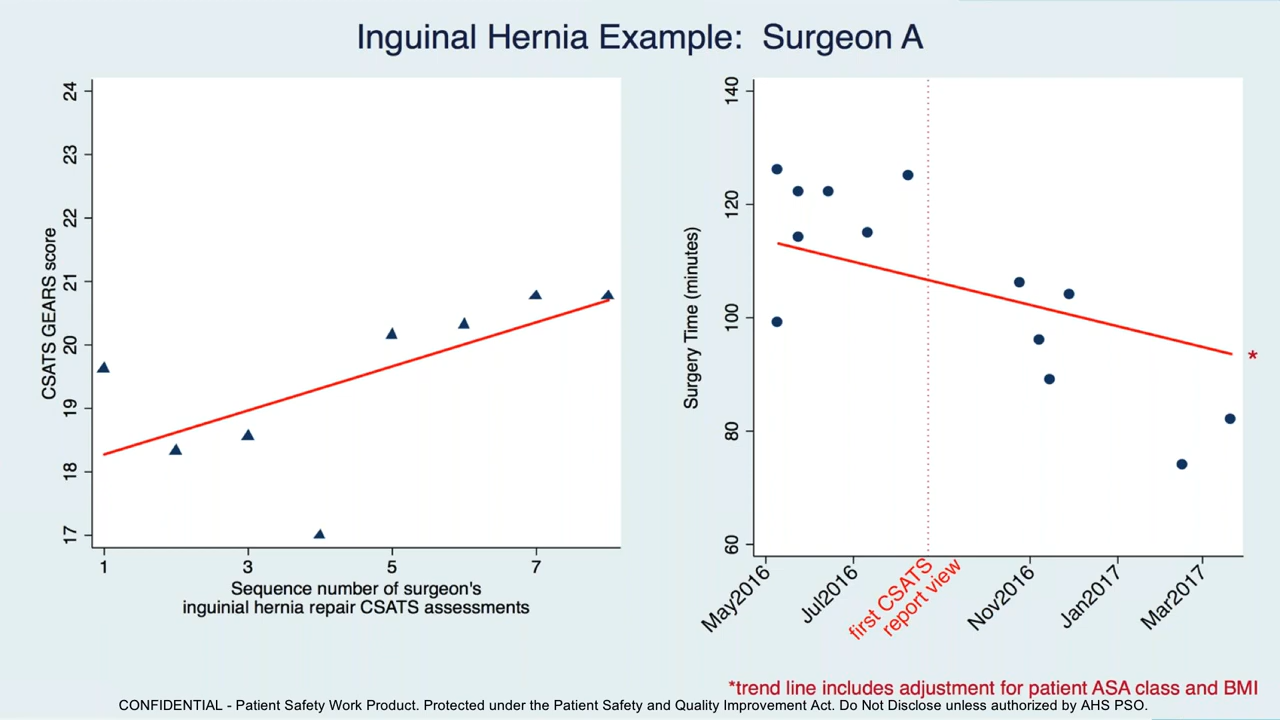 Inguinal Hernia Example:  Surgeon A
24
23
22
21
20
19
18
17
CSATS GEARS score
1
3
5
7
Sequence number of surgeon's
inguinial hernia repair CSATS assessments
140
120
100
80
60
Surgery Time (minutes)
*
May2016
Jul2016
first CSATS
report view
Nov2016
Jan2017
Mar2017
*trend line includes adjustment for patient ASA class and BMI
CONFIDENTIAL - Patient Safety Work Product. Protected under the Patient Safety and Quality Improvement Act. Do Not Disclose unless authorized by AHS PSO.